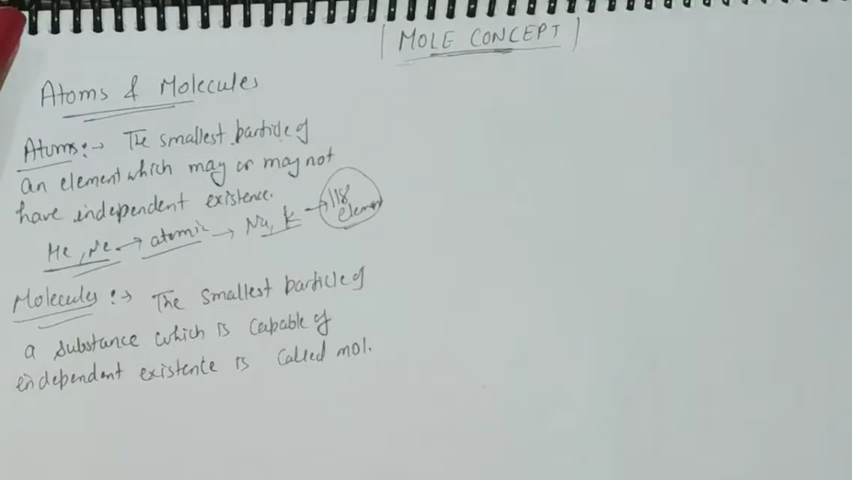 MOLE CONCEPT
Atoms & Molecules
Atoms :→ The smallest particle of
an element which may or may not
have independent existence.
He, Ne → atomic → Na, K → 118 element
Molecules :→ The smallest particle of
a substance which is capable of
independent existence is called mol.